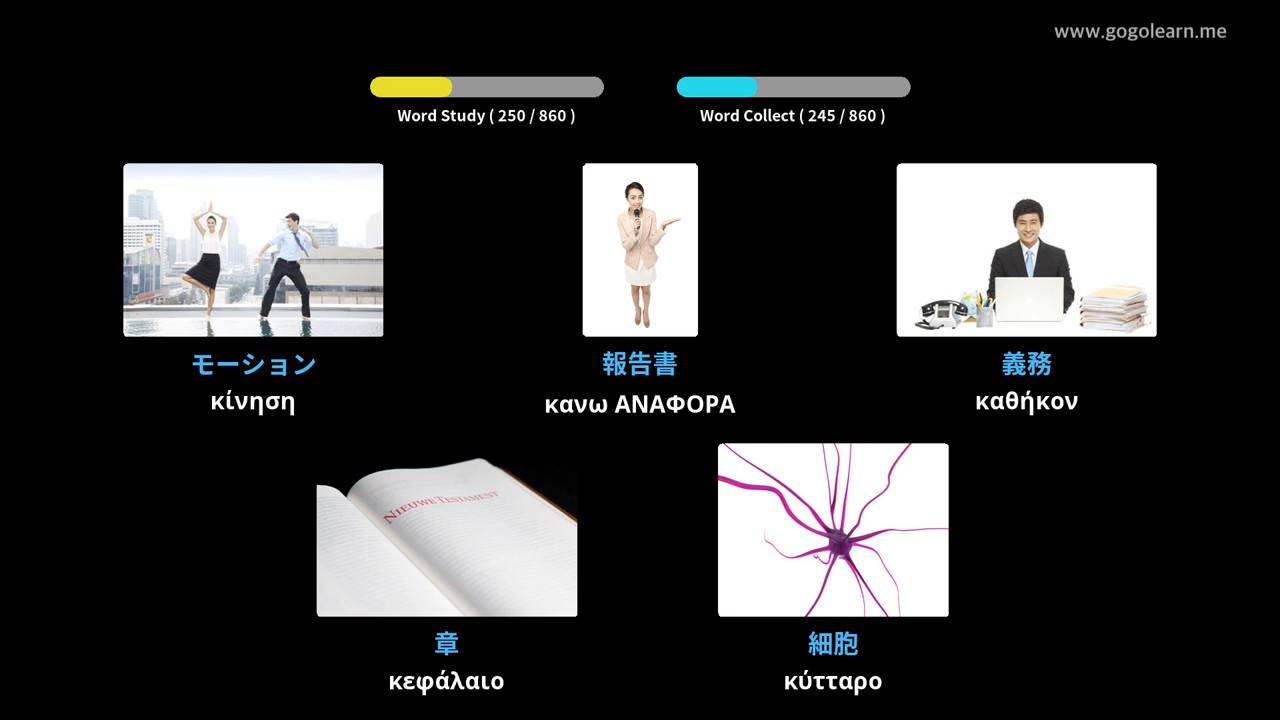 www.gogolearn.me
Word Study ( 250 / 860 )
Word Collect ( 245 / 860 )
モーション
κίνηση
報告書
κανω ΑΝΑΦΟΡΑ
義務
καθήκον
NIEUWE TESTAMENT
章
κεφάλαιο
細胞
κύτταρο